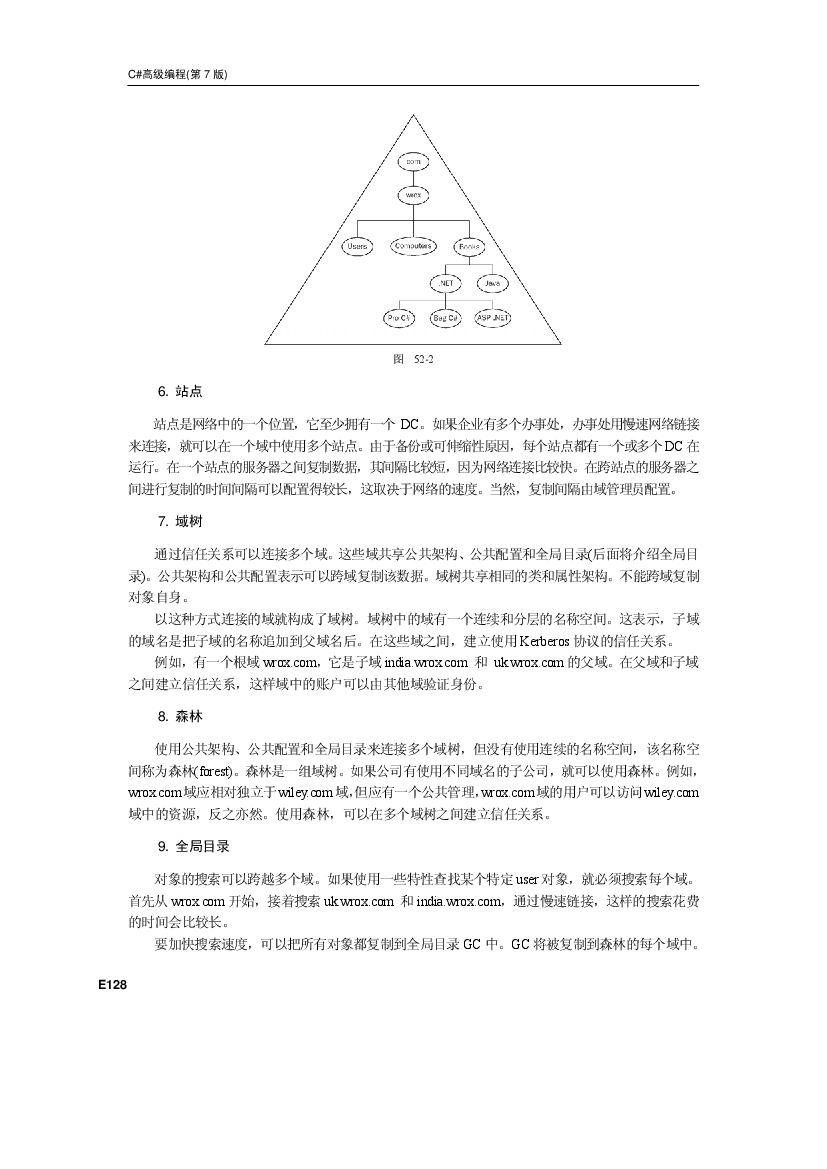 C#高级编程(第 7 版)
com
wrox
Users Computers Books
.NET Java
Pro C# Beg C# ASP .NET
图 52-2
6. 站点
站点是网络中的一个位置，它至少拥有一个 DC。如果企业有多个办事处，办事处用慢速网络链接
来连接，就可以在一个域中使用多个站点。由于备份或可伸缩性原因，每个站点都有一个或多个 DC 在
运行。在一个站点的服务器之间复制数据，其间隔比较短，因为网络连接比较快。在跨站点的服务器之
间进行复制的时间间隔可以配置得较长，这取决于网络的速度。当然，复制间隔由域管理员配置。
7. 域树
通过信任关系可以连接多个域。这些域共享公共架构、公共配置和全局目录(后面将介绍全局目
录)。公共架构和公共配置表示可以跨域复制该数据。域树共享相同的类和属性架构。不能跨域复制
对象自身。
以这种方式连接的域就构成了域树。域树中的域有一个连续和分层的名称空间。这表示，子域
的域名是把子域的名称追加到父域名后。在这些域之间，建立使用 Kerberos 协议的信任关系。
例如，有一个根域 wrox.com，它是子域 india.wrox.com 和 uk.wrox.com 的父域。在父域和子域
之间建立信任关系，这样域中的账户可以由其他域验证身份。
8. 森林
使用公共架构、公共配置和全局目录来连接多个域树，但没有使用连续的名称空间，该名称空
间称为森林(forest)。森林是一组域树。如果公司有使用不同域名的子公司，就可以使用森林。例如，
wrox.com 域应相对独立于 wiley.com 域，但应有一个公共管理，wrox.com 域的用户可以访问 wiley.com
域中的资源，反之亦然。使用森林，可以在多个域树之间建立信任关系。
9. 全局目录
对象的搜索可以跨越多个域。如果使用一些特性查找某个特定 user 对象，就必须搜索每个域。
首先从 wrox.com 开始，接着搜索 uk.wrox.com 和 india.wrox.com，通过慢速链接，这样的搜索花费
的时间会比较长。
要加快搜索速度，可以把所有对象都复制到全局目录 GC 中。GC 将被复制到森林的每个域中。
E128